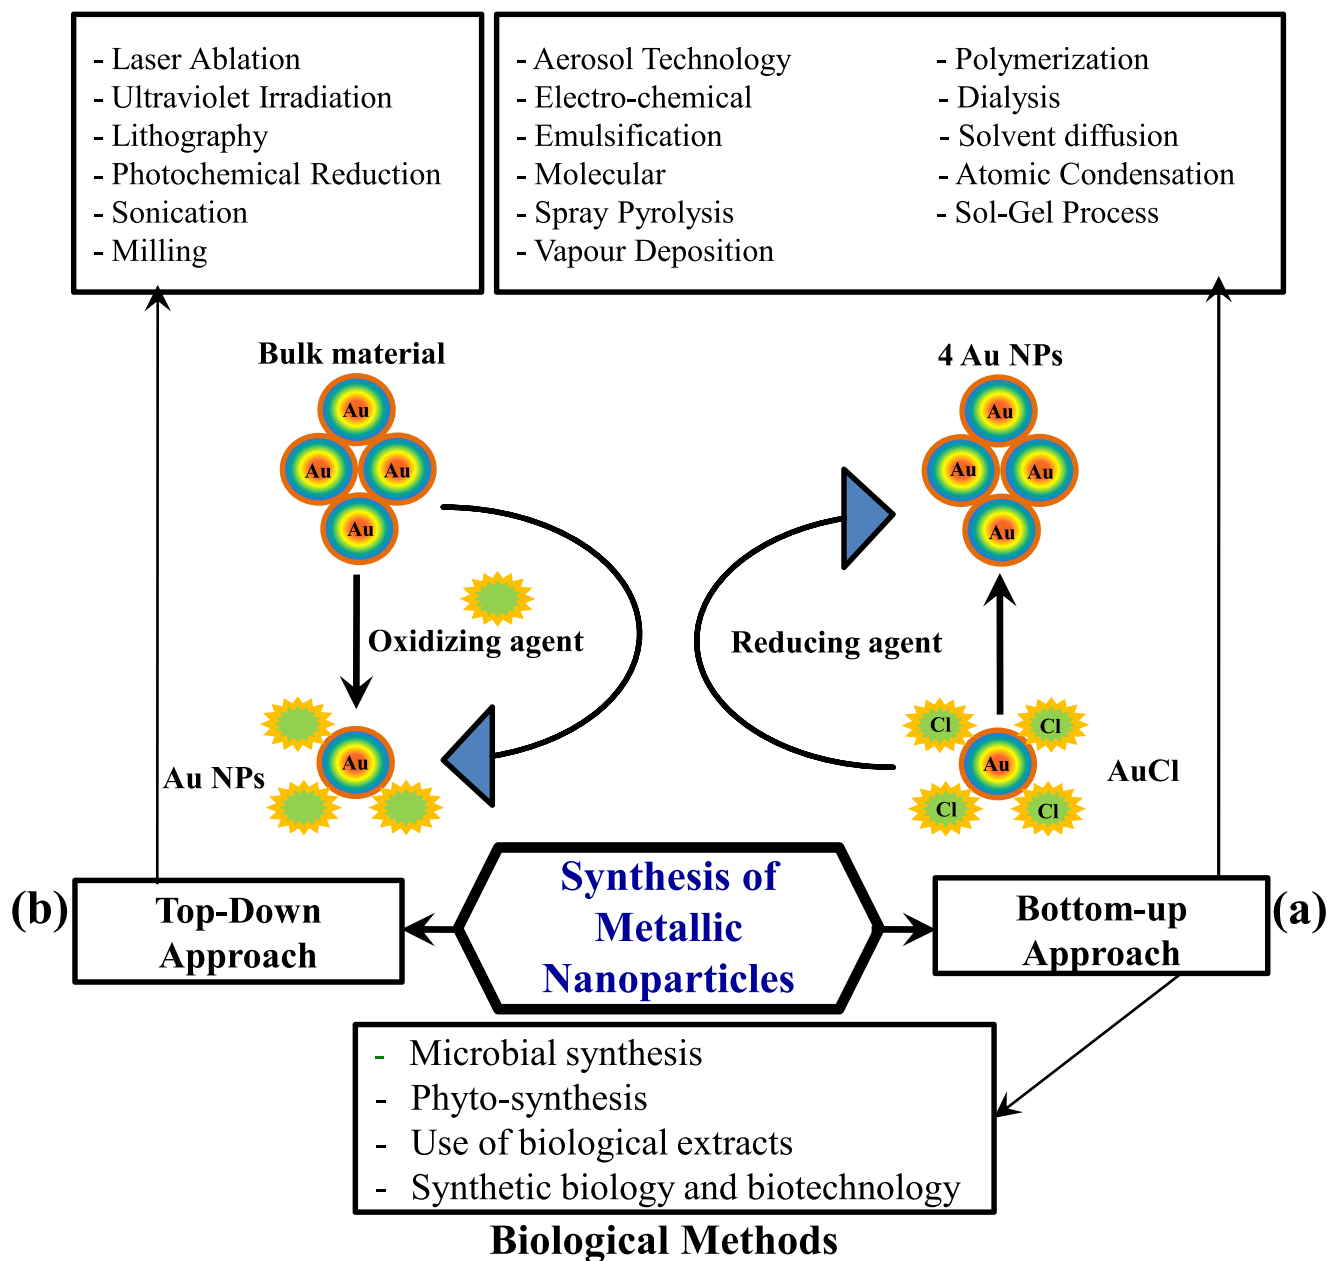 - Laser Ablation
- Ultraviolet Irradiation
- Lithography
- Photochemical Reduction
- Sonication
- Milling
- Aerosol Technology
- Electro-chemical
- Emulsification
- Molecular
- Spray Pyrolysis
- Vapour Deposition
- Polymerization
- Dialysis
- Solvent diffusion
- Atomic Condensation
- Sol-Gel Process
Bulk material
Au
Au
Au
Au
Oxidizing agent
Au
Au NPs
4 Au NPs
Au
Au
Au
Au
Reducing agent
Cl
Cl
Au
Cl
Cl
AuCl
(b)
Top-Down
Approach
Synthesis of
Metallic
Nanoparticles
Bottom-up
Approach
(a)
- Microbial synthesis
- Phyto-synthesis
- Use of biological extracts
- Synthetic biology and biotechnology
Biological Methods